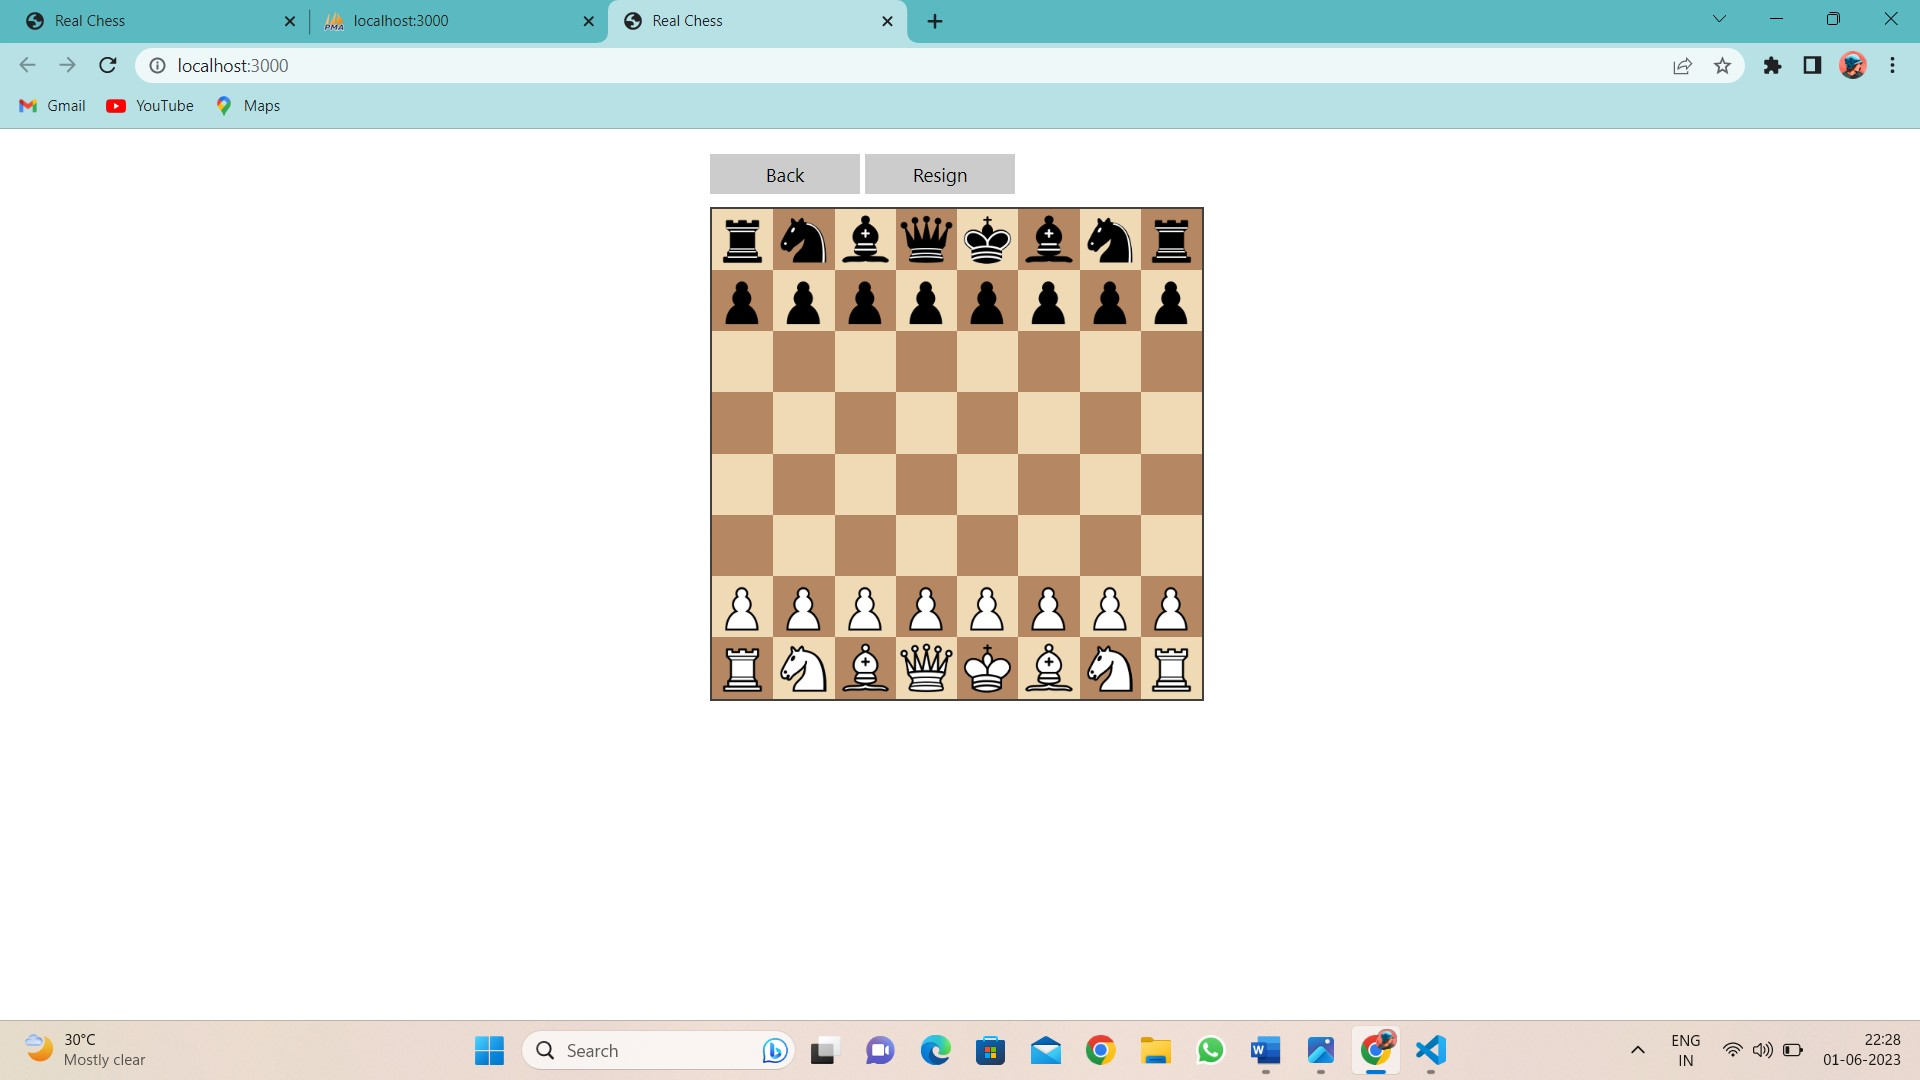 Real Chess
localhost:3000
Real Chess
localhost:3000
Gmail
YouTube
Maps
Back
Resign
30°C
Mostly clear
Search
ENG
IN
22:28
01-06-2023